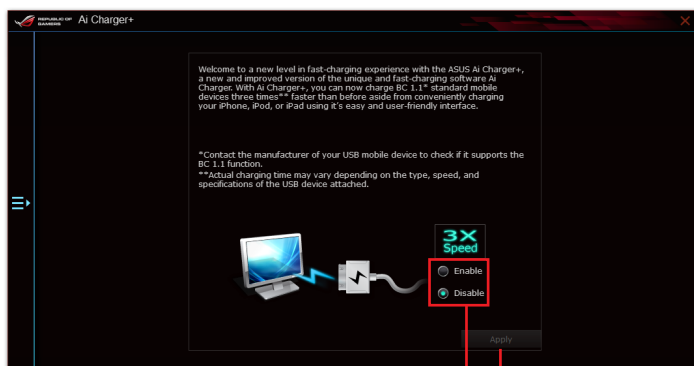 REPUBLIC OF
GAMERS
Ai Charger+
Welcome to a new level in fast-charging experience with the ASUS Ai Charger+,
a new and improved version of the unique and fast-charging software Ai
Charger. With Ai Charger+, you can now charge BC 1.1* standard mobile
devices three times** faster than before aside from conveniently charging
your iPhone, iPod, or iPad using it's easy and user-friendly interface.
*Contact the manufacturer of your USB mobile device to check if it supports the
BC 1.1 function.
**Actual charging time may vary depending on the type, speed, and
specifications of the USB device attached.
3X
Speed
Enable
Disable
Apply